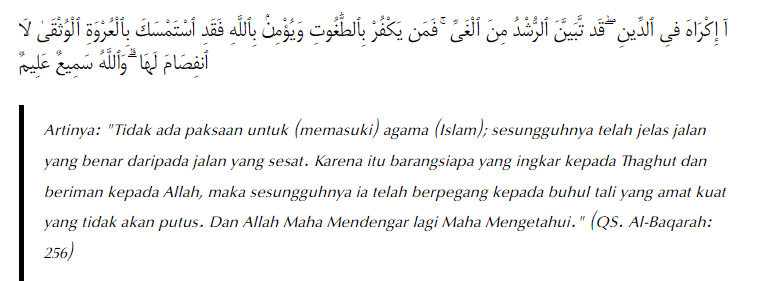 اَ إِكْرَاهَ فِى ٱلدِّينِ ۖ قَد تَّبَيَّنَ ٱلرُّشْدُ مِنَ ٱلْغَىِّ ۚ فَمَن يَكْفُرْ بِٱلطَّٰغُوتِ وَيُؤْمِنۢ بِٱللَّهِ فَقَدِ ٱسْتَمْسَكَ بِٱلْعُرْوَةِ ٱلْوُثْقَىٰ لَا
ٱنفِصَامَ لَهَا ۗ وَٱللَّهُ سَمِيعٌ عَلِيمٌ
Artinya: "Tidak ada paksaan untuk (memasuki) agama (Islam); sesungguhnya telah jelas jalan
yang benar daripada jalan yang sesat. Karena itu barangsiapa yang ingkar kepada Thaghut dan
beriman kepada Allah, maka sesungguhnya ia telah berpegang kepada buhul tali yang amat kuat
yang tidak akan putus. Dan Allah Maha Mendengar lagi Maha Mengetahui." (QS. Al-Baqarah:
256)